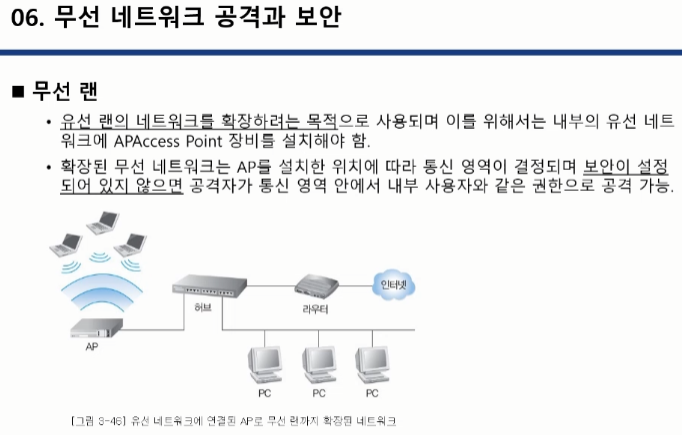 06. 무선 네트워크 공격과 보안
■ 무선 랜
• 유선 랜의 네트워크를 확장하려는 목적으로 사용되며 이를 위해서는 내부의 유선 네트
워크에 APAccess Point 장비를 설치해야 함.
• 확장된 무선 네트워크는 AP를 설치한 위치에 따라 통신 영역이 결정되며 보안이 설정
되어 있지 않으면 공격자가 통신 영역 안에서 내부 사용자와 같은 권한으로 공격 가능.
인터넷
허브
라우터
AP
PC
PC
PC
[그림 3-46] 유선 네트워크에 연결된 AP로 무선 랜까지 확장된 네트워크